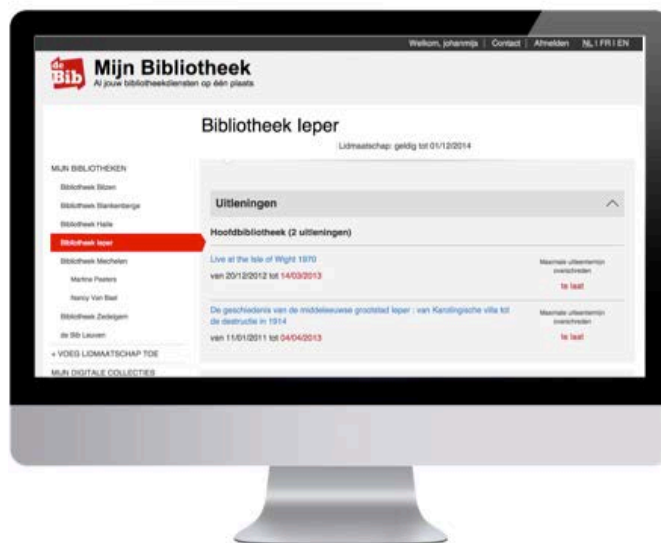 Welkom, johanmijs | Contact | Afmelden NL | FR | EN
de Bib
Mijn Bibliotheek
Al jouw bibliotheekdiensten op één plaats
Bibliotheek Ieper
Lidmaatschap: geldig tot 01/12/2014
MIJN BIBLIOTHEKEN
Bibliotheek Bilzen
Bibliotheek Blankenberge
Bibliotheek Halle
Bibliotheek Ieper
Bibliotheek Mechelen
Martine Peeters
Nancy Van Baal
Bibliotheek Zedelgem
de Bib Leuven
+ VOEG LIDMAATSCHAP TOE
MIJN DIGITALE COLLECTIES
Uitleningen
Hoofdbibliotheek (2 uitleningen)
Live at the Isle of Wight 1970
van 20/12/2012 tot 14/03/2013
Maximale uitleentermijn
overschreden
te laat
De geschiedenis van de middeleeuwse grootstad Ieper : van Karolingische villa tot
de destructie in 1914
van 11/01/2011 tot 04/04/2013
Maximale uitleentermijn
overschreden
te laat